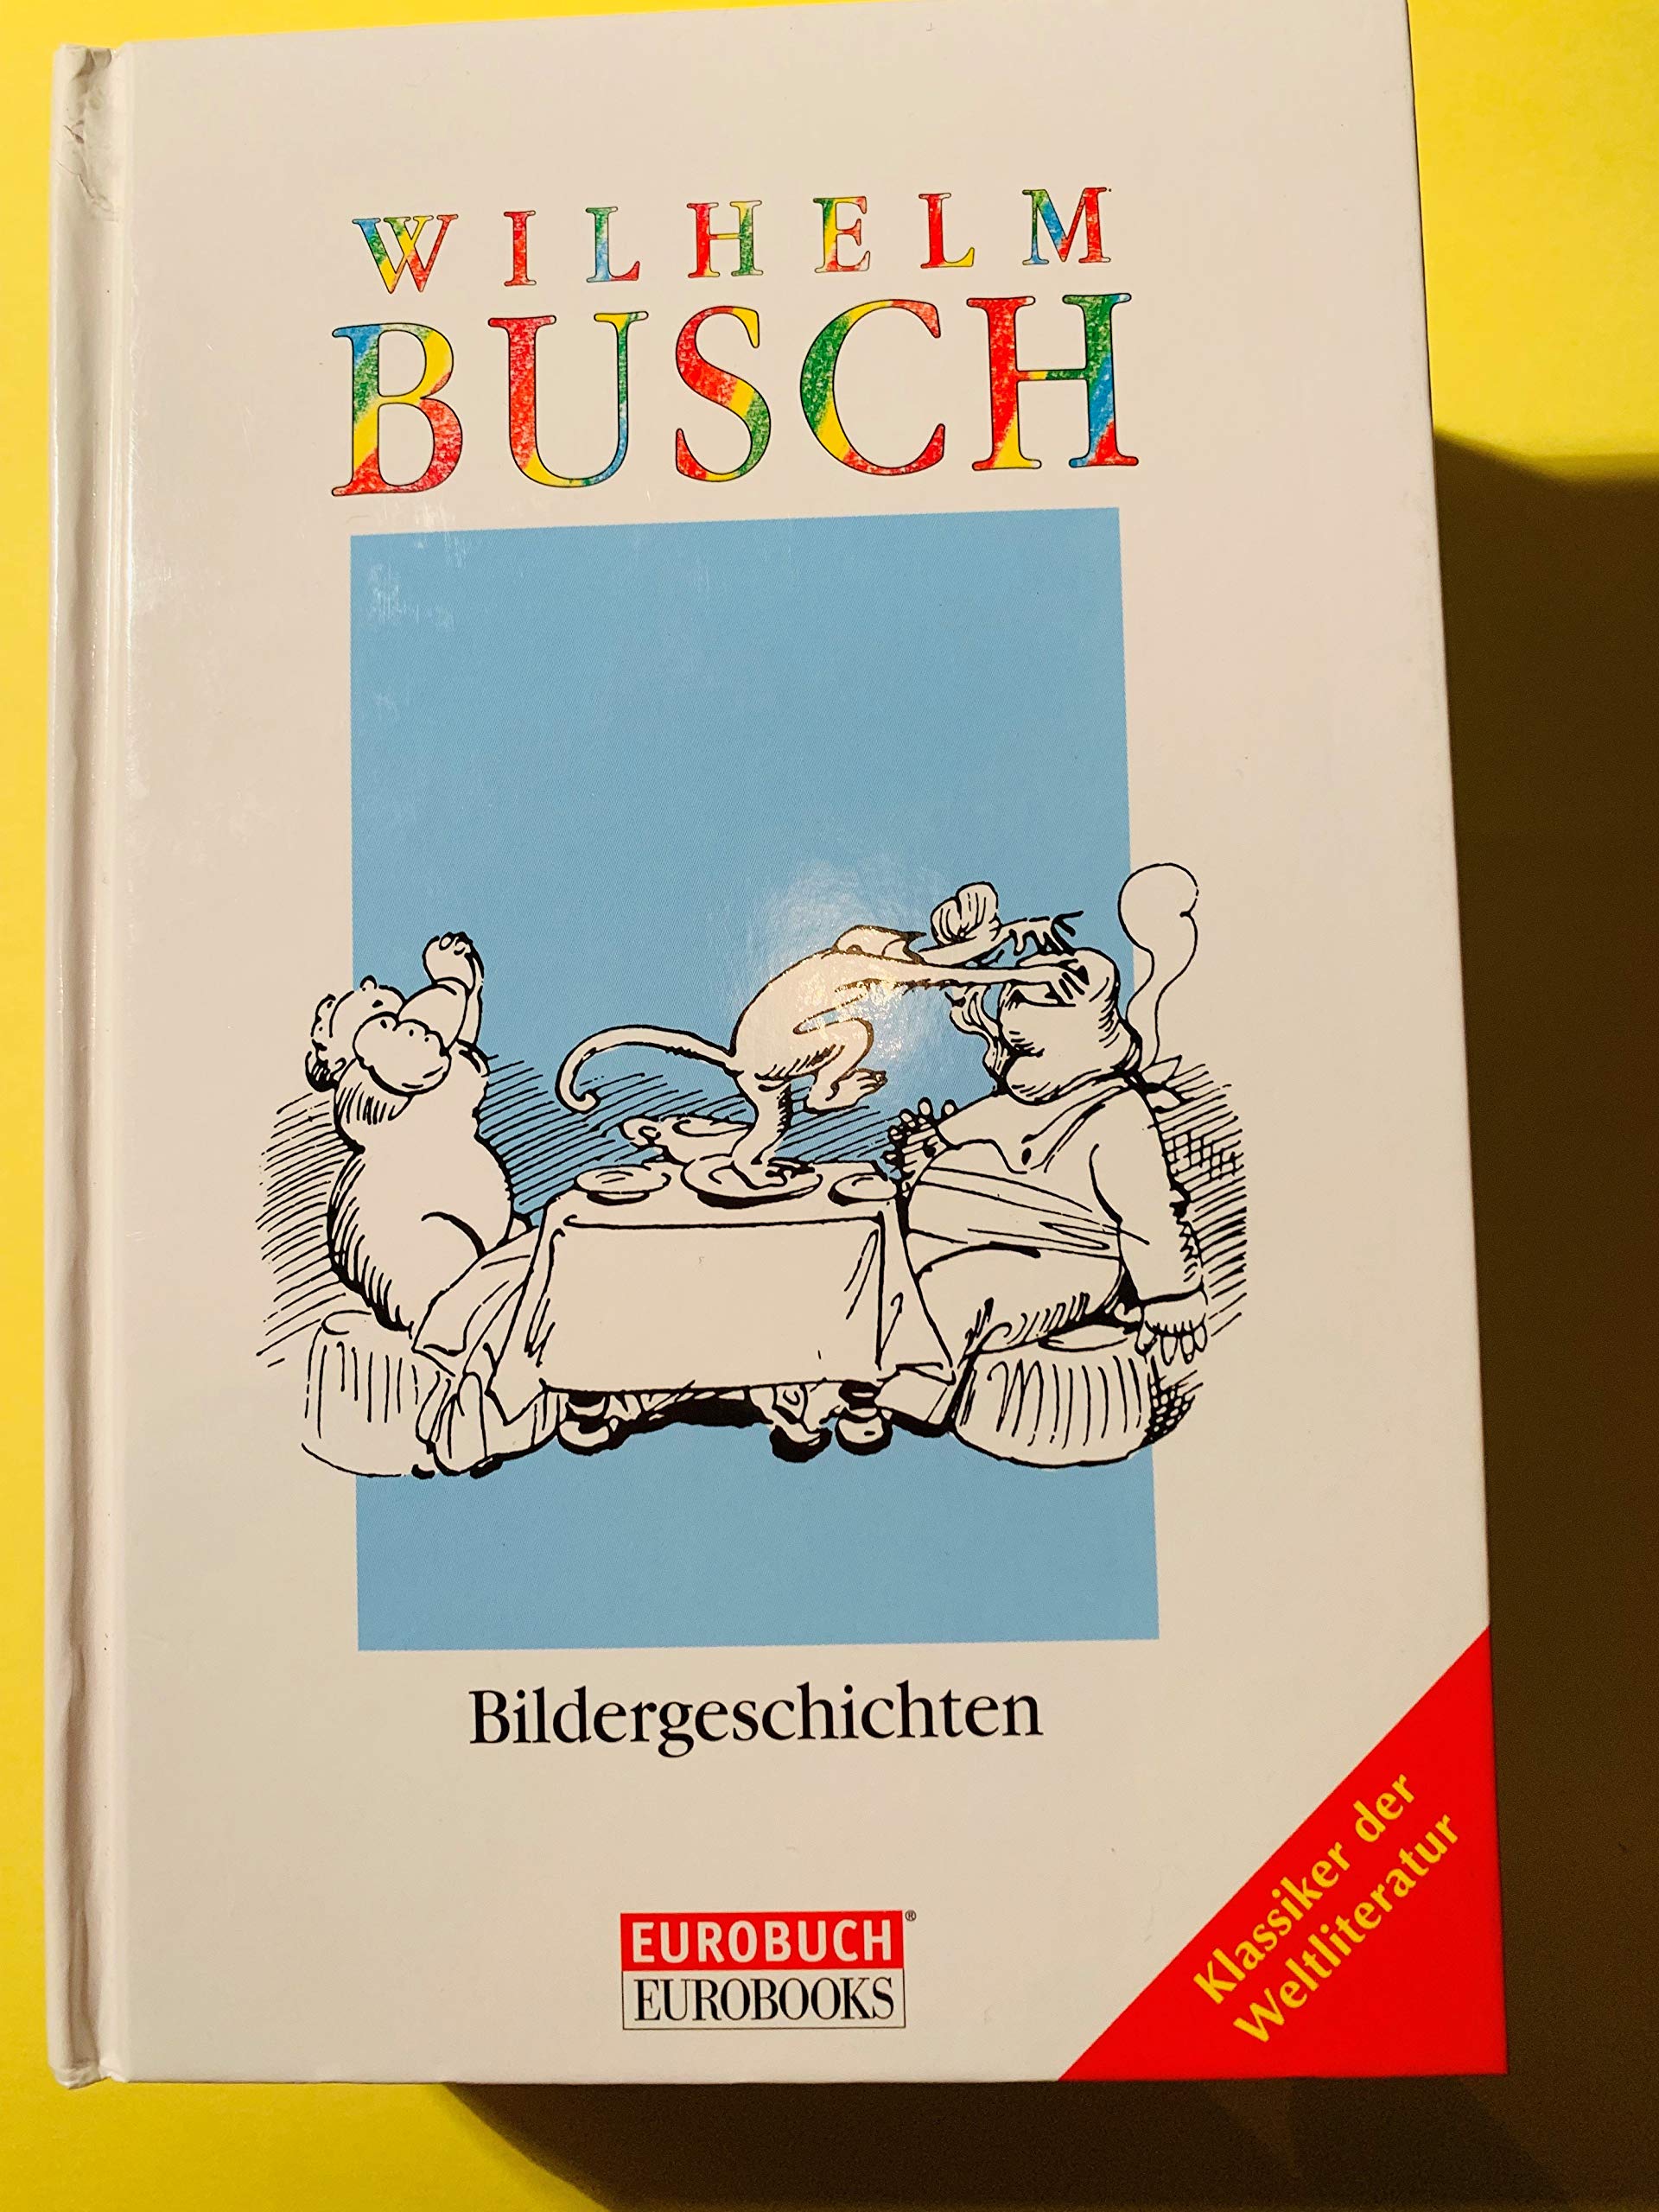 WILHELM
BUSCH
Bildergeschichten
EUROBUCH®
EUROBOOKS
Klassiker der
Weltliteratur